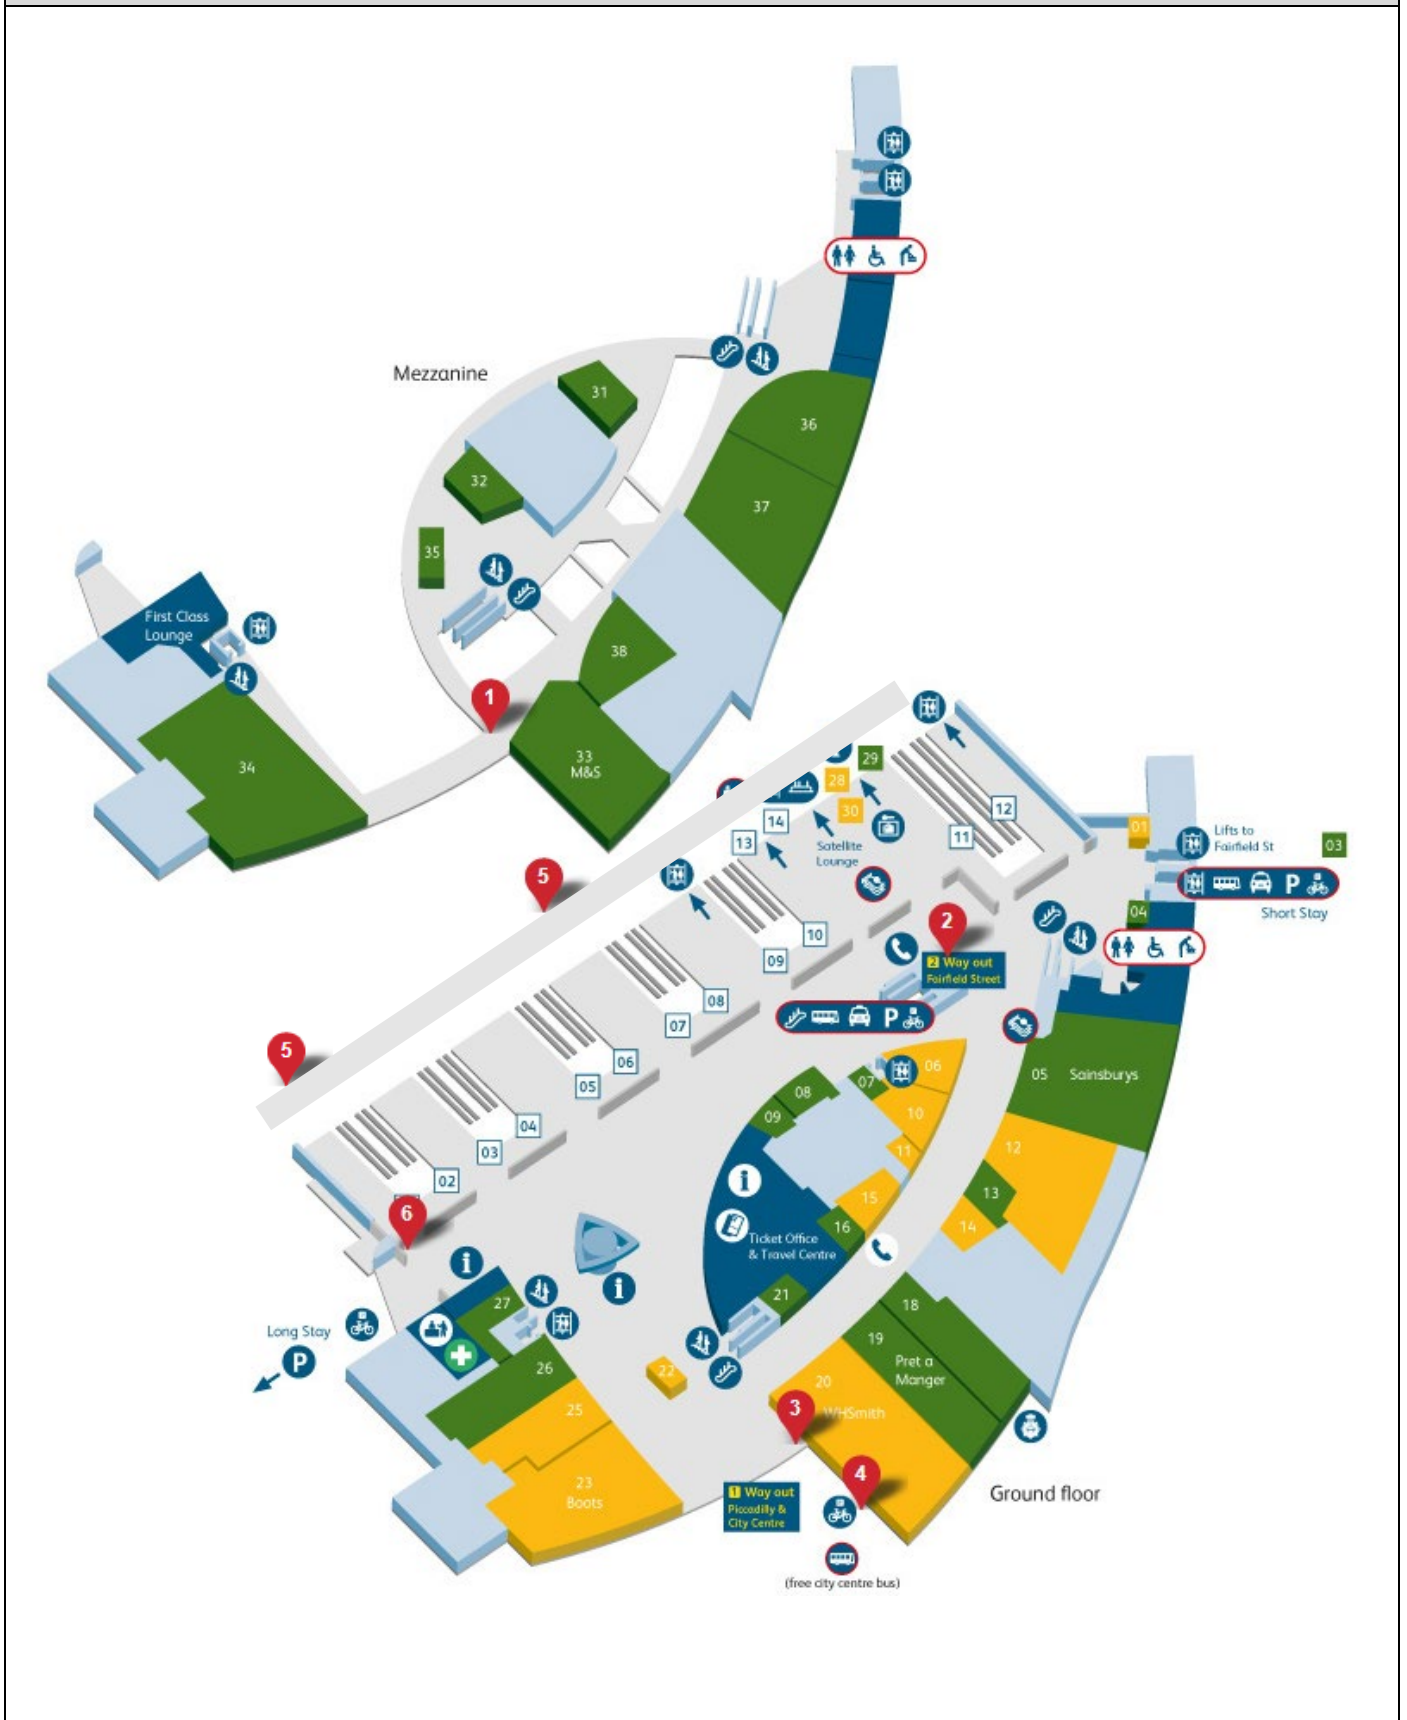 Mezzanine
31
36
32
37
35
First Class
Lounge
38
1
34
33
M&S
29
28
30
12
14
11
13
Satellite
Lounge
01
Lifts to
Fairfield St
03
P
Short Stay
04
5
2
10
09
2 Way out
Fairfield Street
P
08
07
5
06
05
04
03
02
6
05 Sainsburys
06
07
08
09
10
11
12
13
14
15
16
i
Ticket Office
& Travel Centre
i
i
21
27
18
19
Pret a
Manger
Long Stay
P
26
22
20
WHSmith
3
25
4
23
Boots
1 Way out
Piccadilly &
City Centre
Ground floor
(free city centre bus)